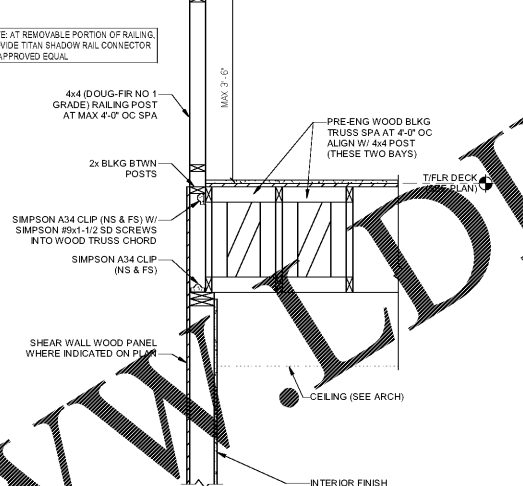 E: AT REMOVABLE PORTION OF RAILING,
VIDE TITAN SHADOW RAIL CONNECTOR
APPROVED EQUAL
4x4 (DOUG-FIR NO 1
GRADE) RAILING POST
AT MAX 4'-0" OC SPA
MAX 3'-6"
PRE-ENG WOOD BLKG
TRUSS SPA AT 4'-0" OC
ALIGN W/ 4x4 POST
(THESE TWO BAYS)
2x BLKG BTWN
POSTS
T/FLR DECK
(SEE PLAN)
SIMPSON A34 CLIP (NS & FS) W/
SIMPSON #9x1-1/2 SD SCREWS
INTO WOOD TRUSS CHORD
SIMPSON A34 CLIP
(NS & FS)
SHEAR WALL WOOD PANEL
WHERE INDICATED ON PLAN
CEILING (SEE ARCH)
INTERIOR FINISH
VW.LDI